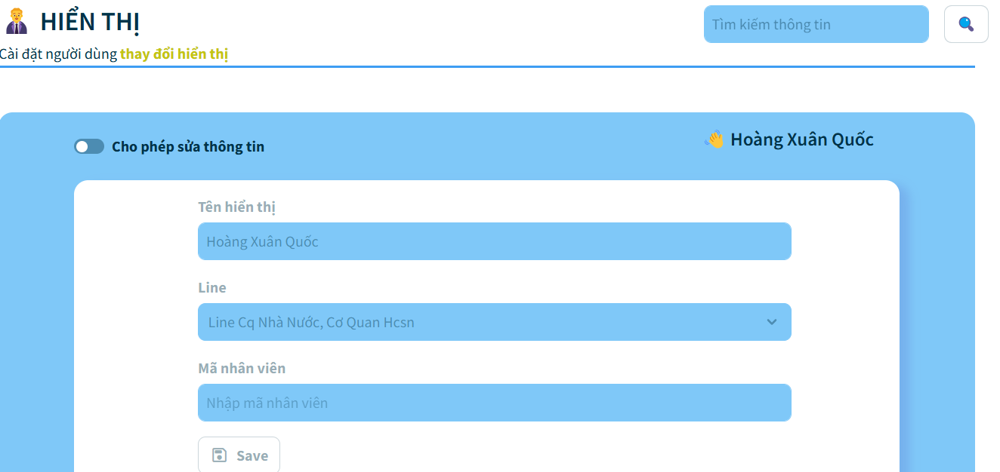 HIỂN THỊ
Tìm kiếm thông tin
Cài đặt người dùng thay đổi hiển thị
Cho phép sửa thông tin
Hoàng Xuân Quốc
Tên hiển thị
Hoàng Xuân Quốc
Line
Line Cq Nhà Nước, Cơ Quan Hcsn
Mã nhân viên
Nhập mã nhân viên
Save